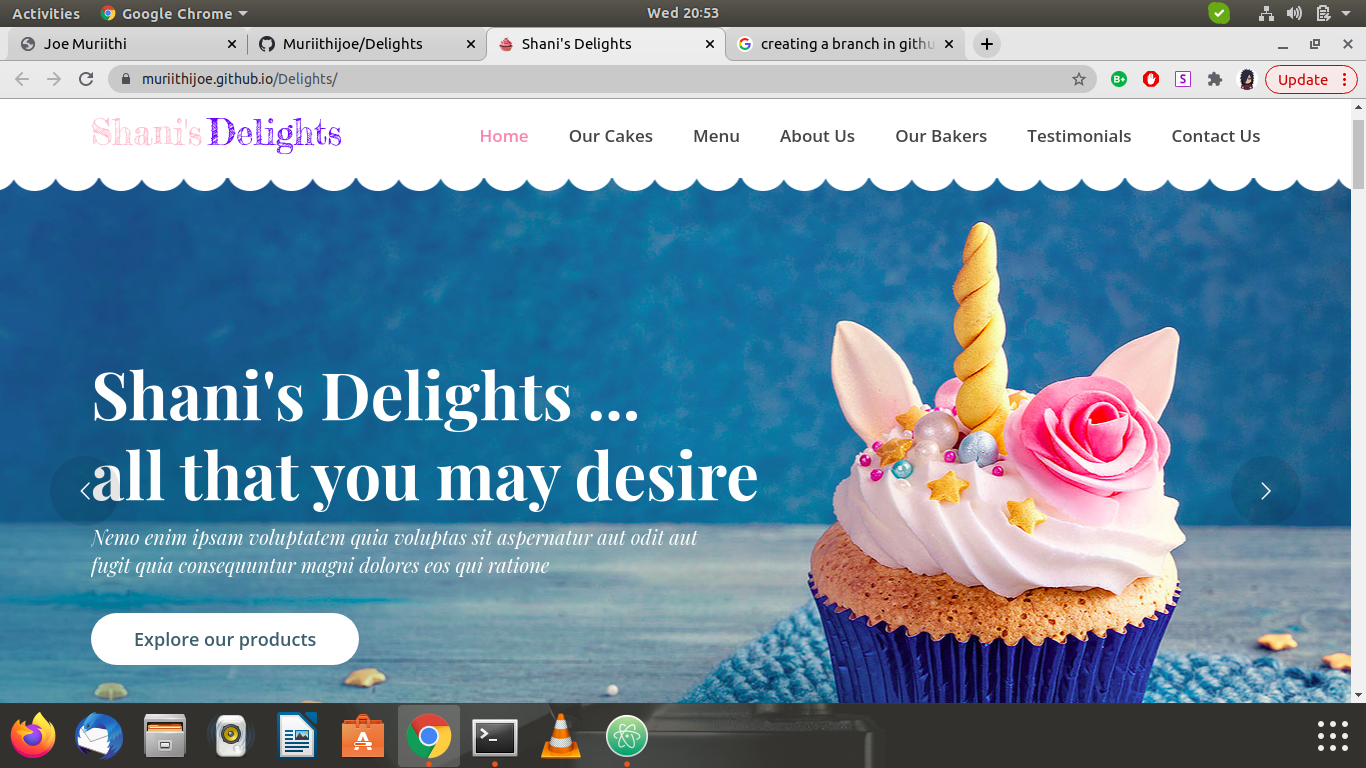 Activities
Google Chrome
Wed 20:53
Joe Muriithi
Muriithijoe/Delights
Shani's Delights
creating a branch in githu
muriithijoe.github.io/Delights/
B+
S
Update
Shani's Delights
Home
Our Cakes
Menu
About Us
Our Bakers
Testimonials
Contact Us
Shani's Delights ...
all that you may desire
Nemo enim ipsam voluptatem quia voluptas sit aspernatur aut odit aut
fugit quia consequuntur magni dolores eos qui ratione
Explore our products